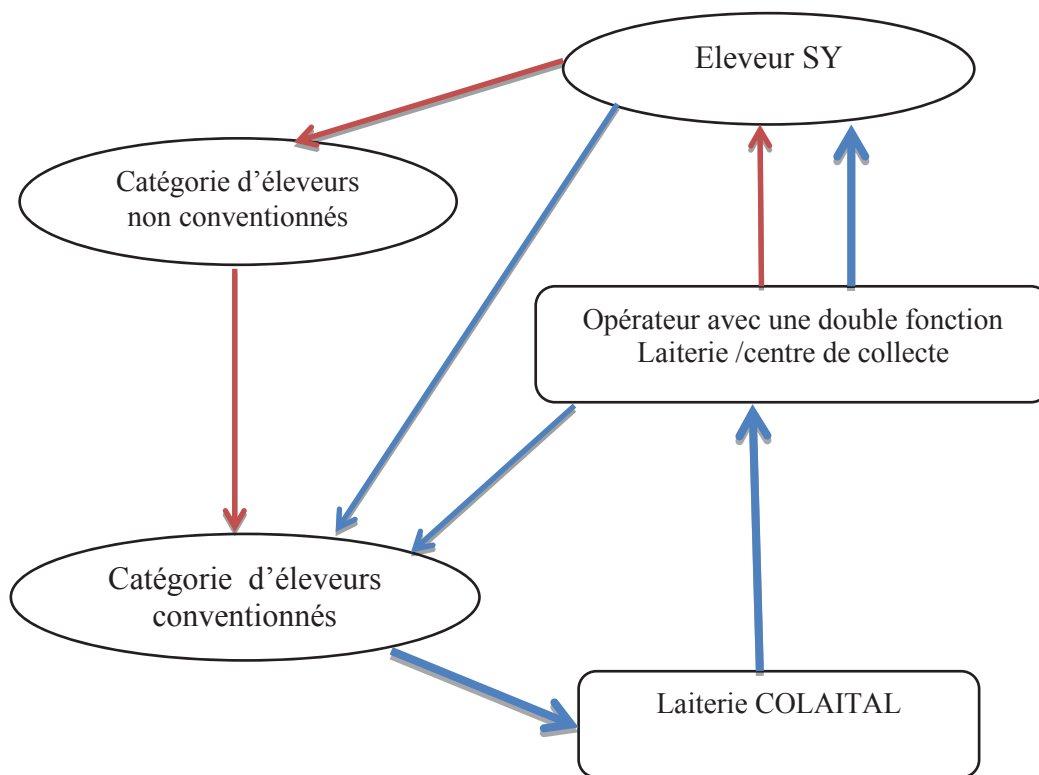 Eleveur SY
Catégorie d’éleveurs
non conventionnés
Opérateur avec une double fonction
Laiterie /centre de collecte
Catégorie d’éleveurs
conventionnés
Laiterie COLAITAL